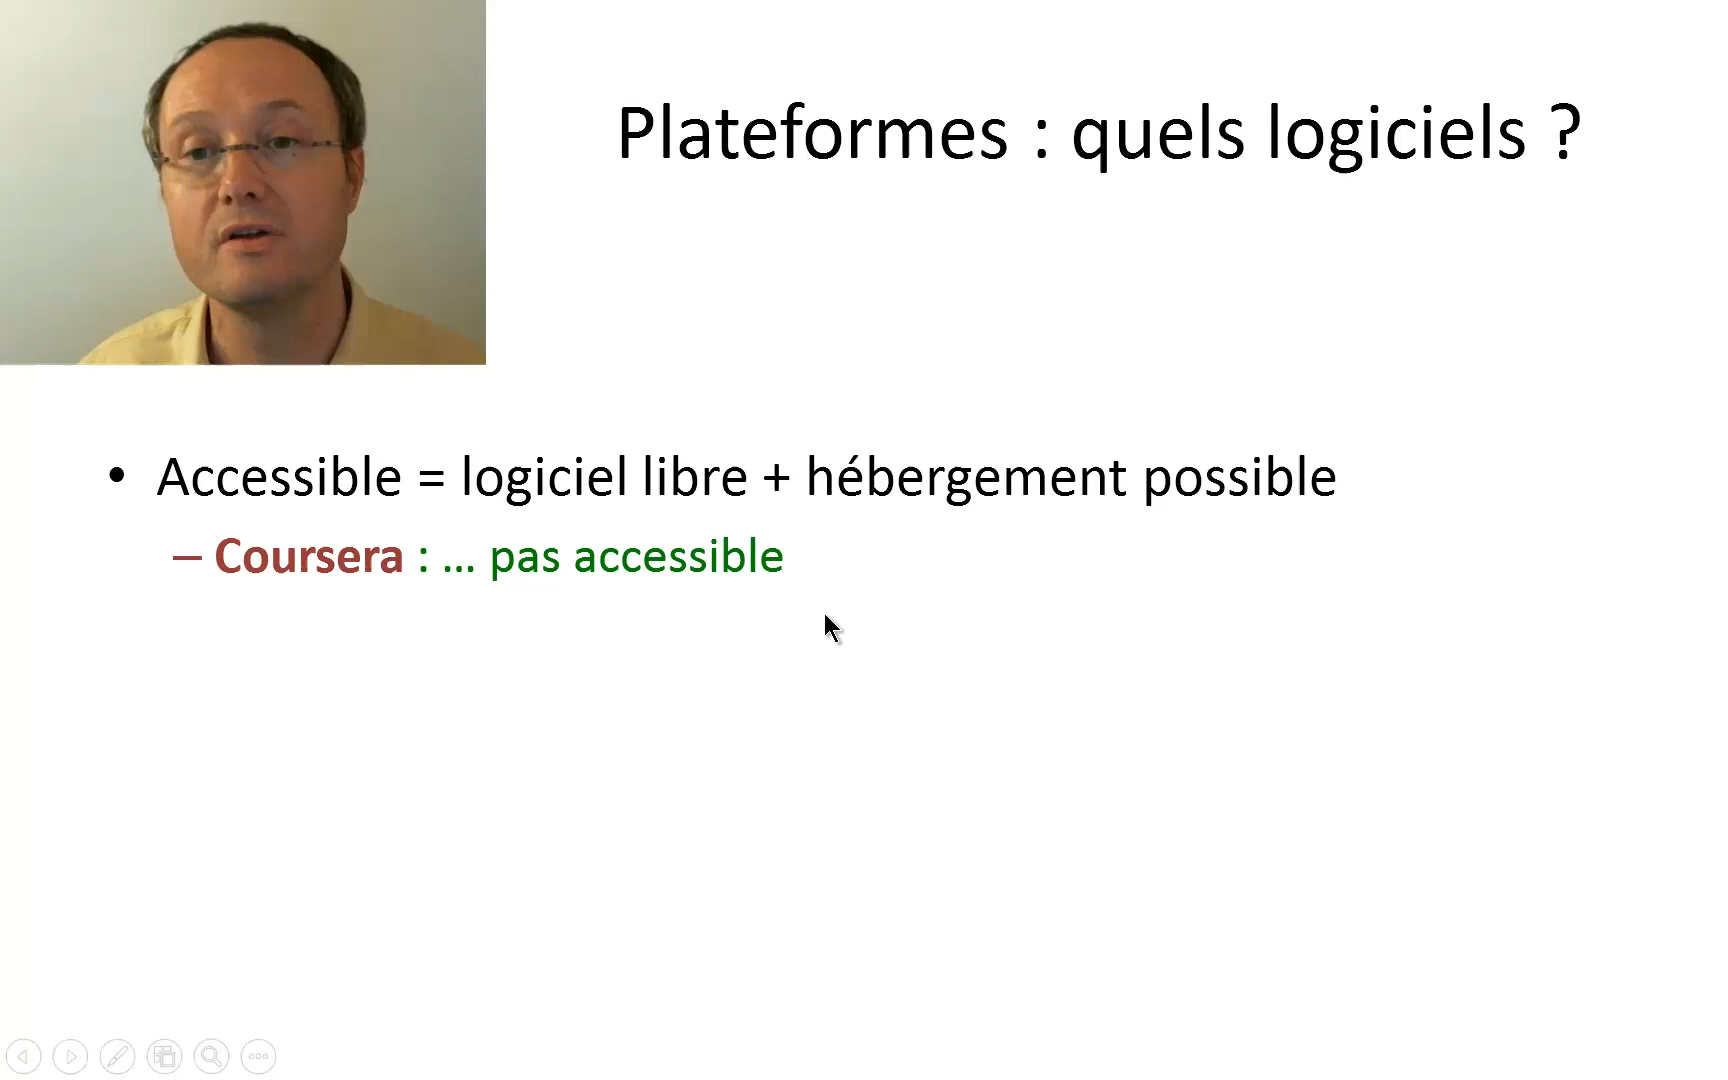 Plateformes : quels logiciels ?
• Accessible = logiciel libre + hébergement possible
– Coursera : ... pas accessible